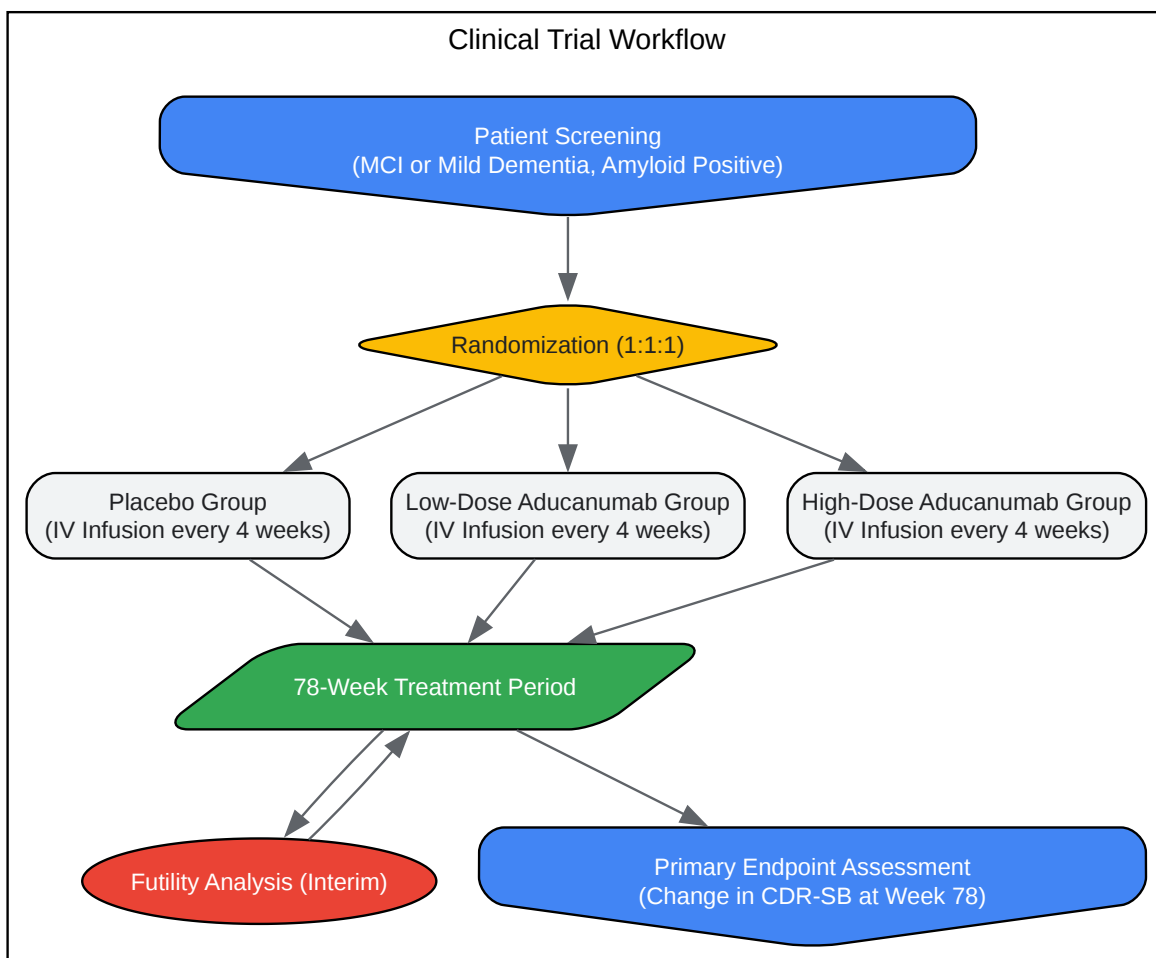 Clinical Trial Workflow
Patient Screening
(MCI or Mild Dementia, Amyloid Positive)
Randomization (1:1:1)
Placebo Group
(IV Infusion every 4 weeks)
Low-Dose Aducanumab Group
(IV Infusion every 4 weeks)
High-Dose Aducanumab Group
(IV Infusion every 4 weeks)
78-Week Treatment Period
Futility Analysis (Interim)
Primary Endpoint Assessment
(Change in CDR-SB at Week 78)